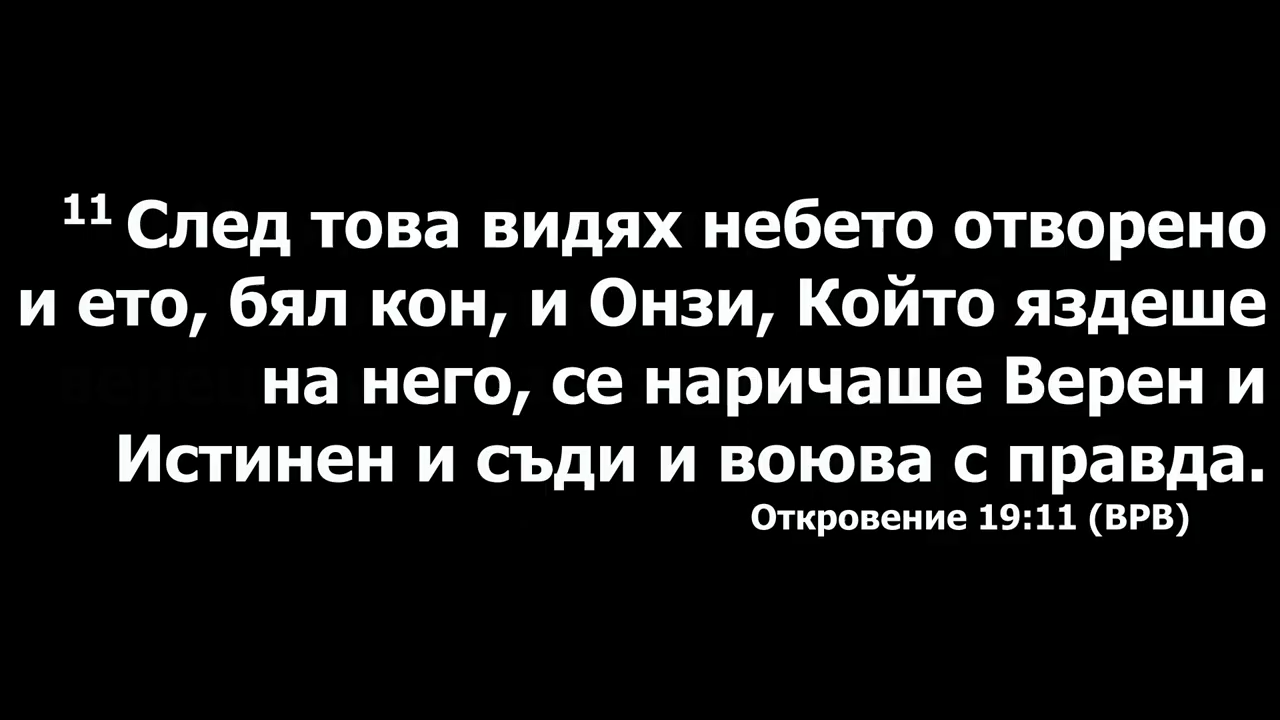 11 След това видях небето отворено
и ето, бял кон, и Онзи, Който яздеше
на него, се наричаше Верен и
Истинен и съди и воюва с правда.
Откровение 19:11 (ВРВ)